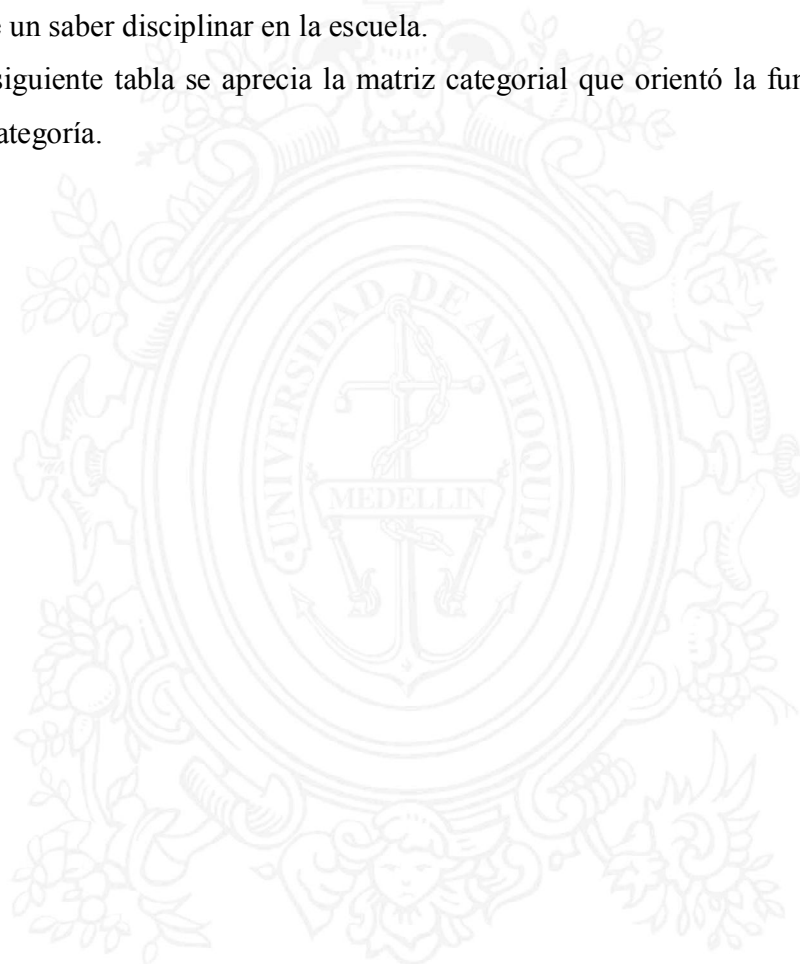 un saber disciplinar en la escuela.
siguiente tabla se aprecia la matriz categorial que orientó la
ategoría.
UNIVERSIDAD DE ANTIOQUIA
MEDELLIN